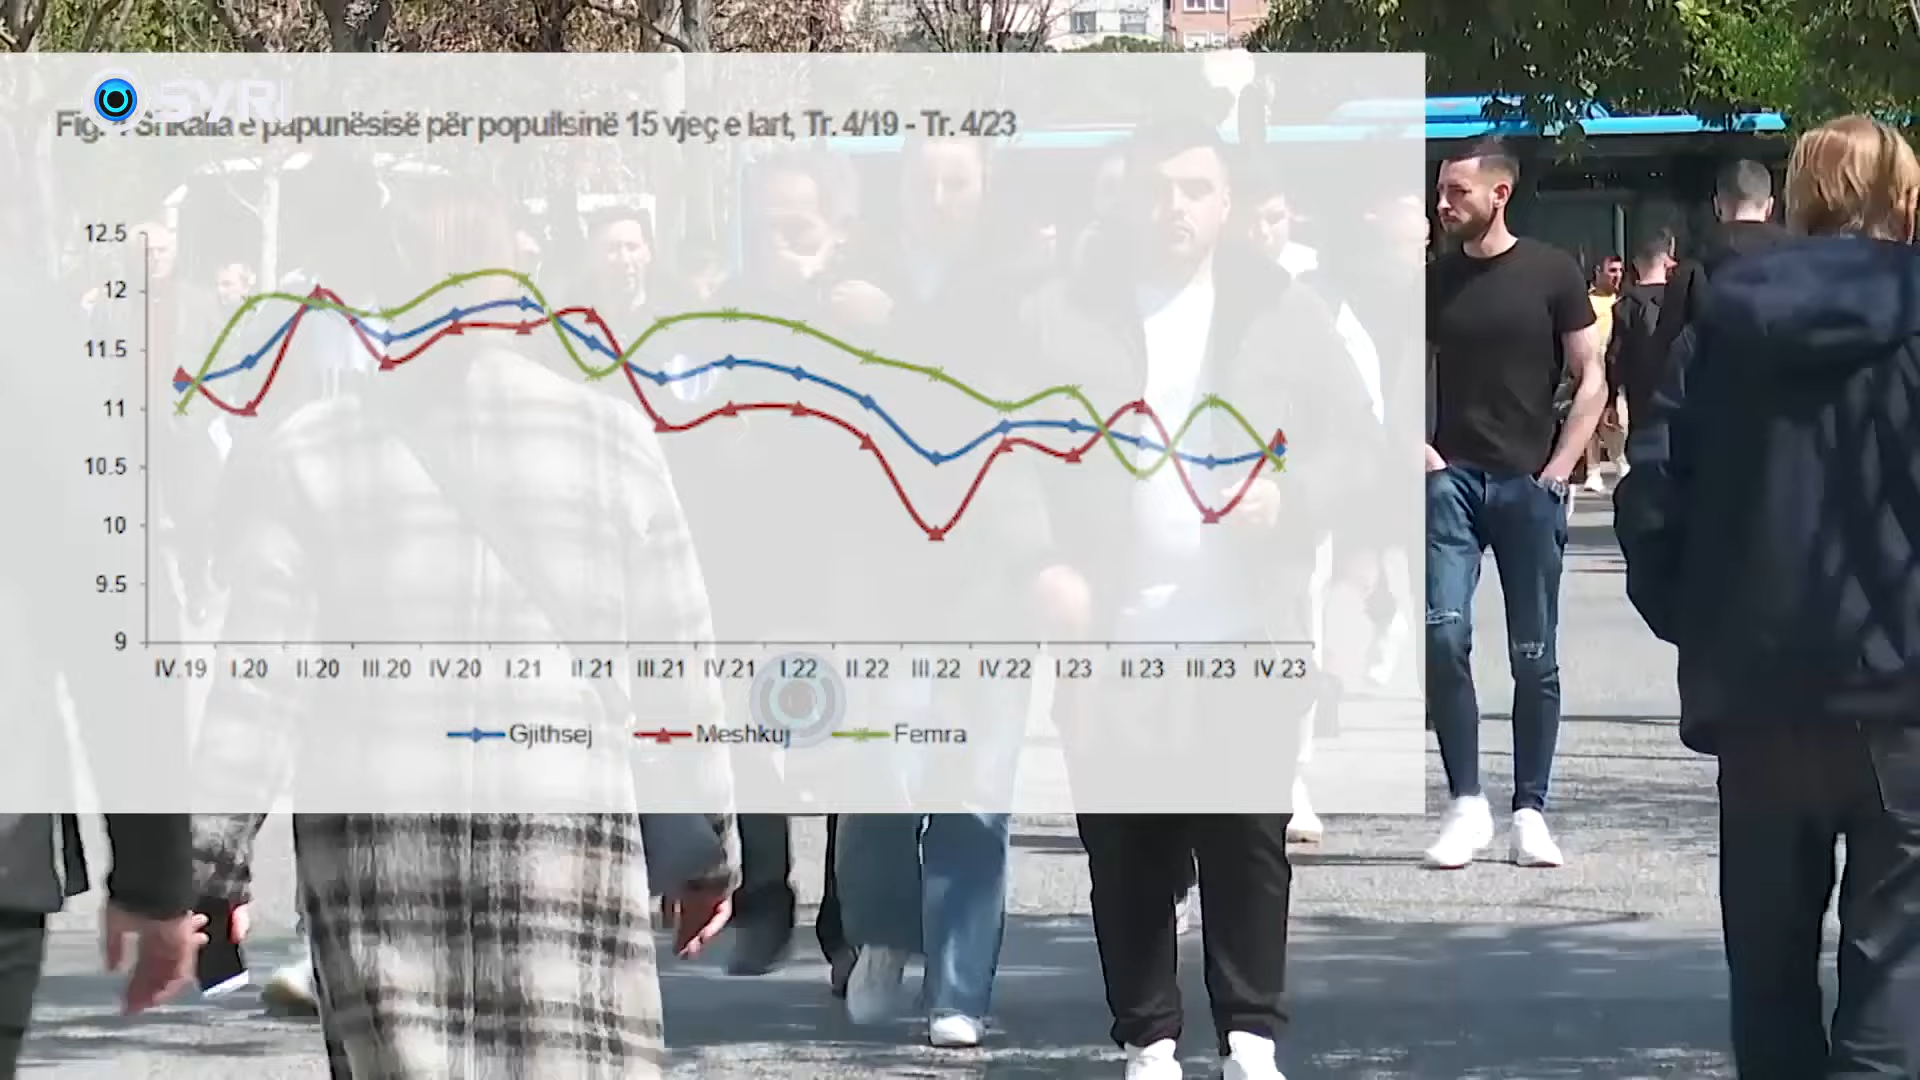 SYRI
Fig. Shkalla e papunësisë për popullsinë 15 vjeç e lart, Tr. 4/19 - Tr. 4/23
12.5
12
11.5
11
10.5
10
9.5
9
IV.19 I.20 II.20 III.20 IV.20 I.21 II.21 III.21 IV.21 I.22 II.22 III.22 IV.22 I.23 II.23 III.23 IV.23
Gjithsej Meshkuj Femra